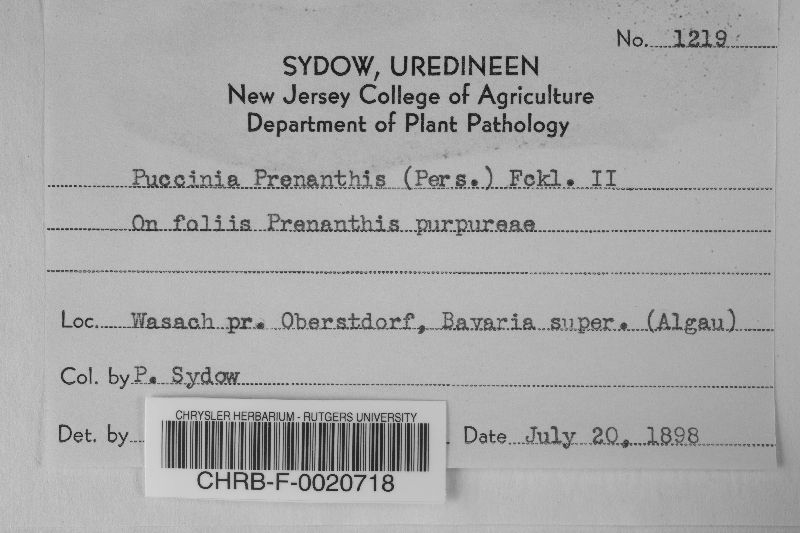 No. 1219
SYDOW, UREDINEEN
New Jersey College of Agriculture
Department of Plant Pathology
Puccinia Prenanthis (Pers.) Fckl. II
On foliis Prenanthis purpureae
Loc. Wasach pr. Oberstdorf, Bavaria super. (Algau)
Col. by P. Sydow
Det. by Date July 20, 1898
CHRYSLER HERBARIUM - RUTGERS UNIVERSITY
CHRB-F-0020718